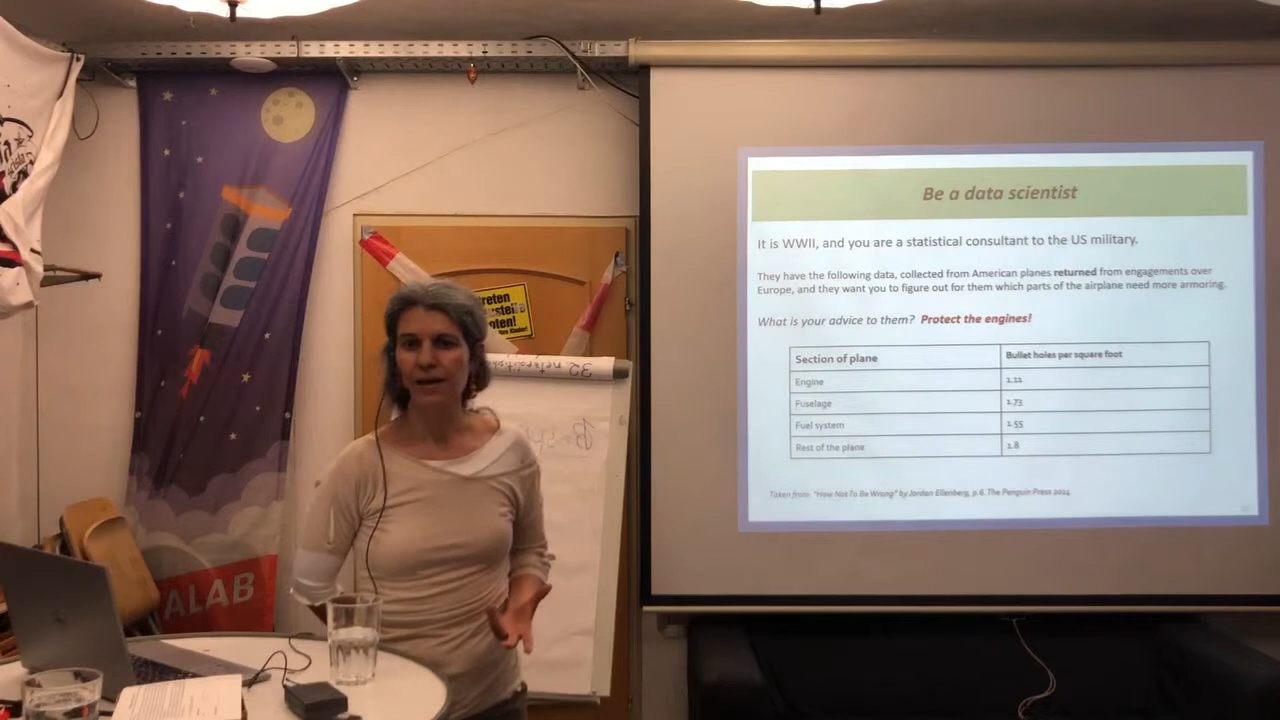 Be a data scientist
It is WWII, and you are a statistical consultant to the US military.
They have the following data, collected from American planes returned from engagements over
Europe, and they want you to figure out for them which parts of the airplane need more armoring.
What is your advice to them? Protect the engines!
Section of plane Bullet holes per square foot
Engine 1.11
Fuselage 1.73
Fuel system 1.55
Rest of the plane 1.8
Taken from: "How Not To Be Wrong" by Jordan Ellenberg, p.6. The Penguin Press 2014
treten
oten!
32
ALAB